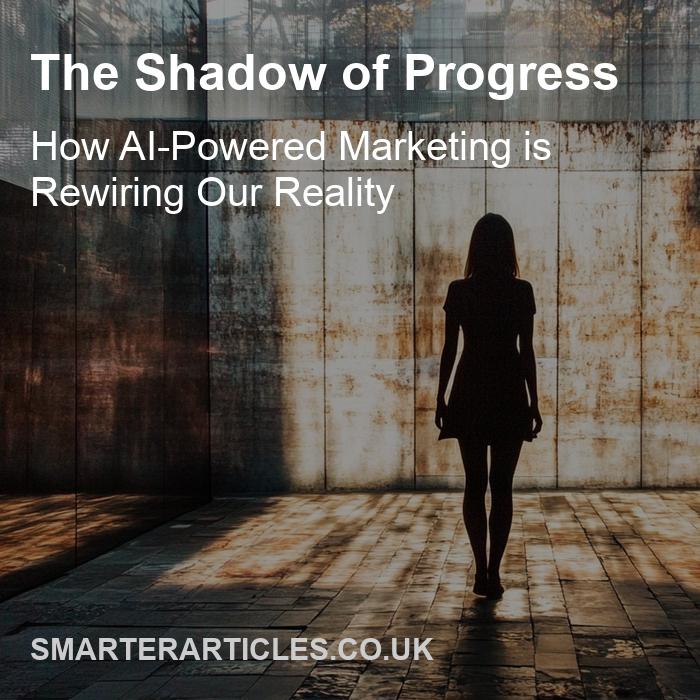 The Shadow of Progress
How AI-Powered Marketing is
Rewiring Our Reality
SMARTERARTICLES.CO.UK